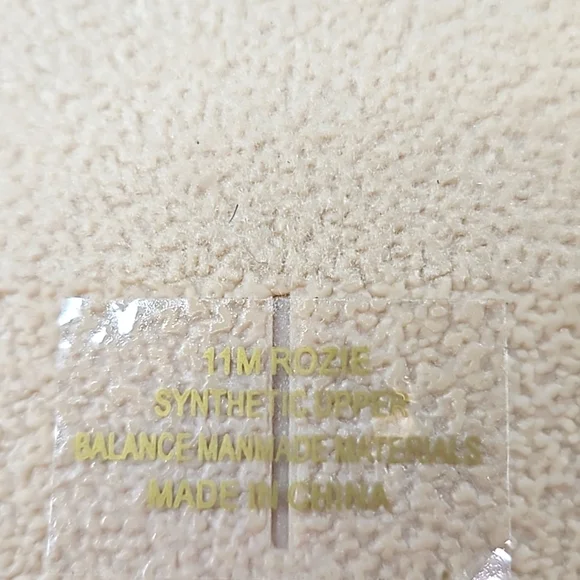 11M ROZIE
SYNTHETIC UPPER
BALANCE MANMADE MATERIALS
MADE IN CHINA